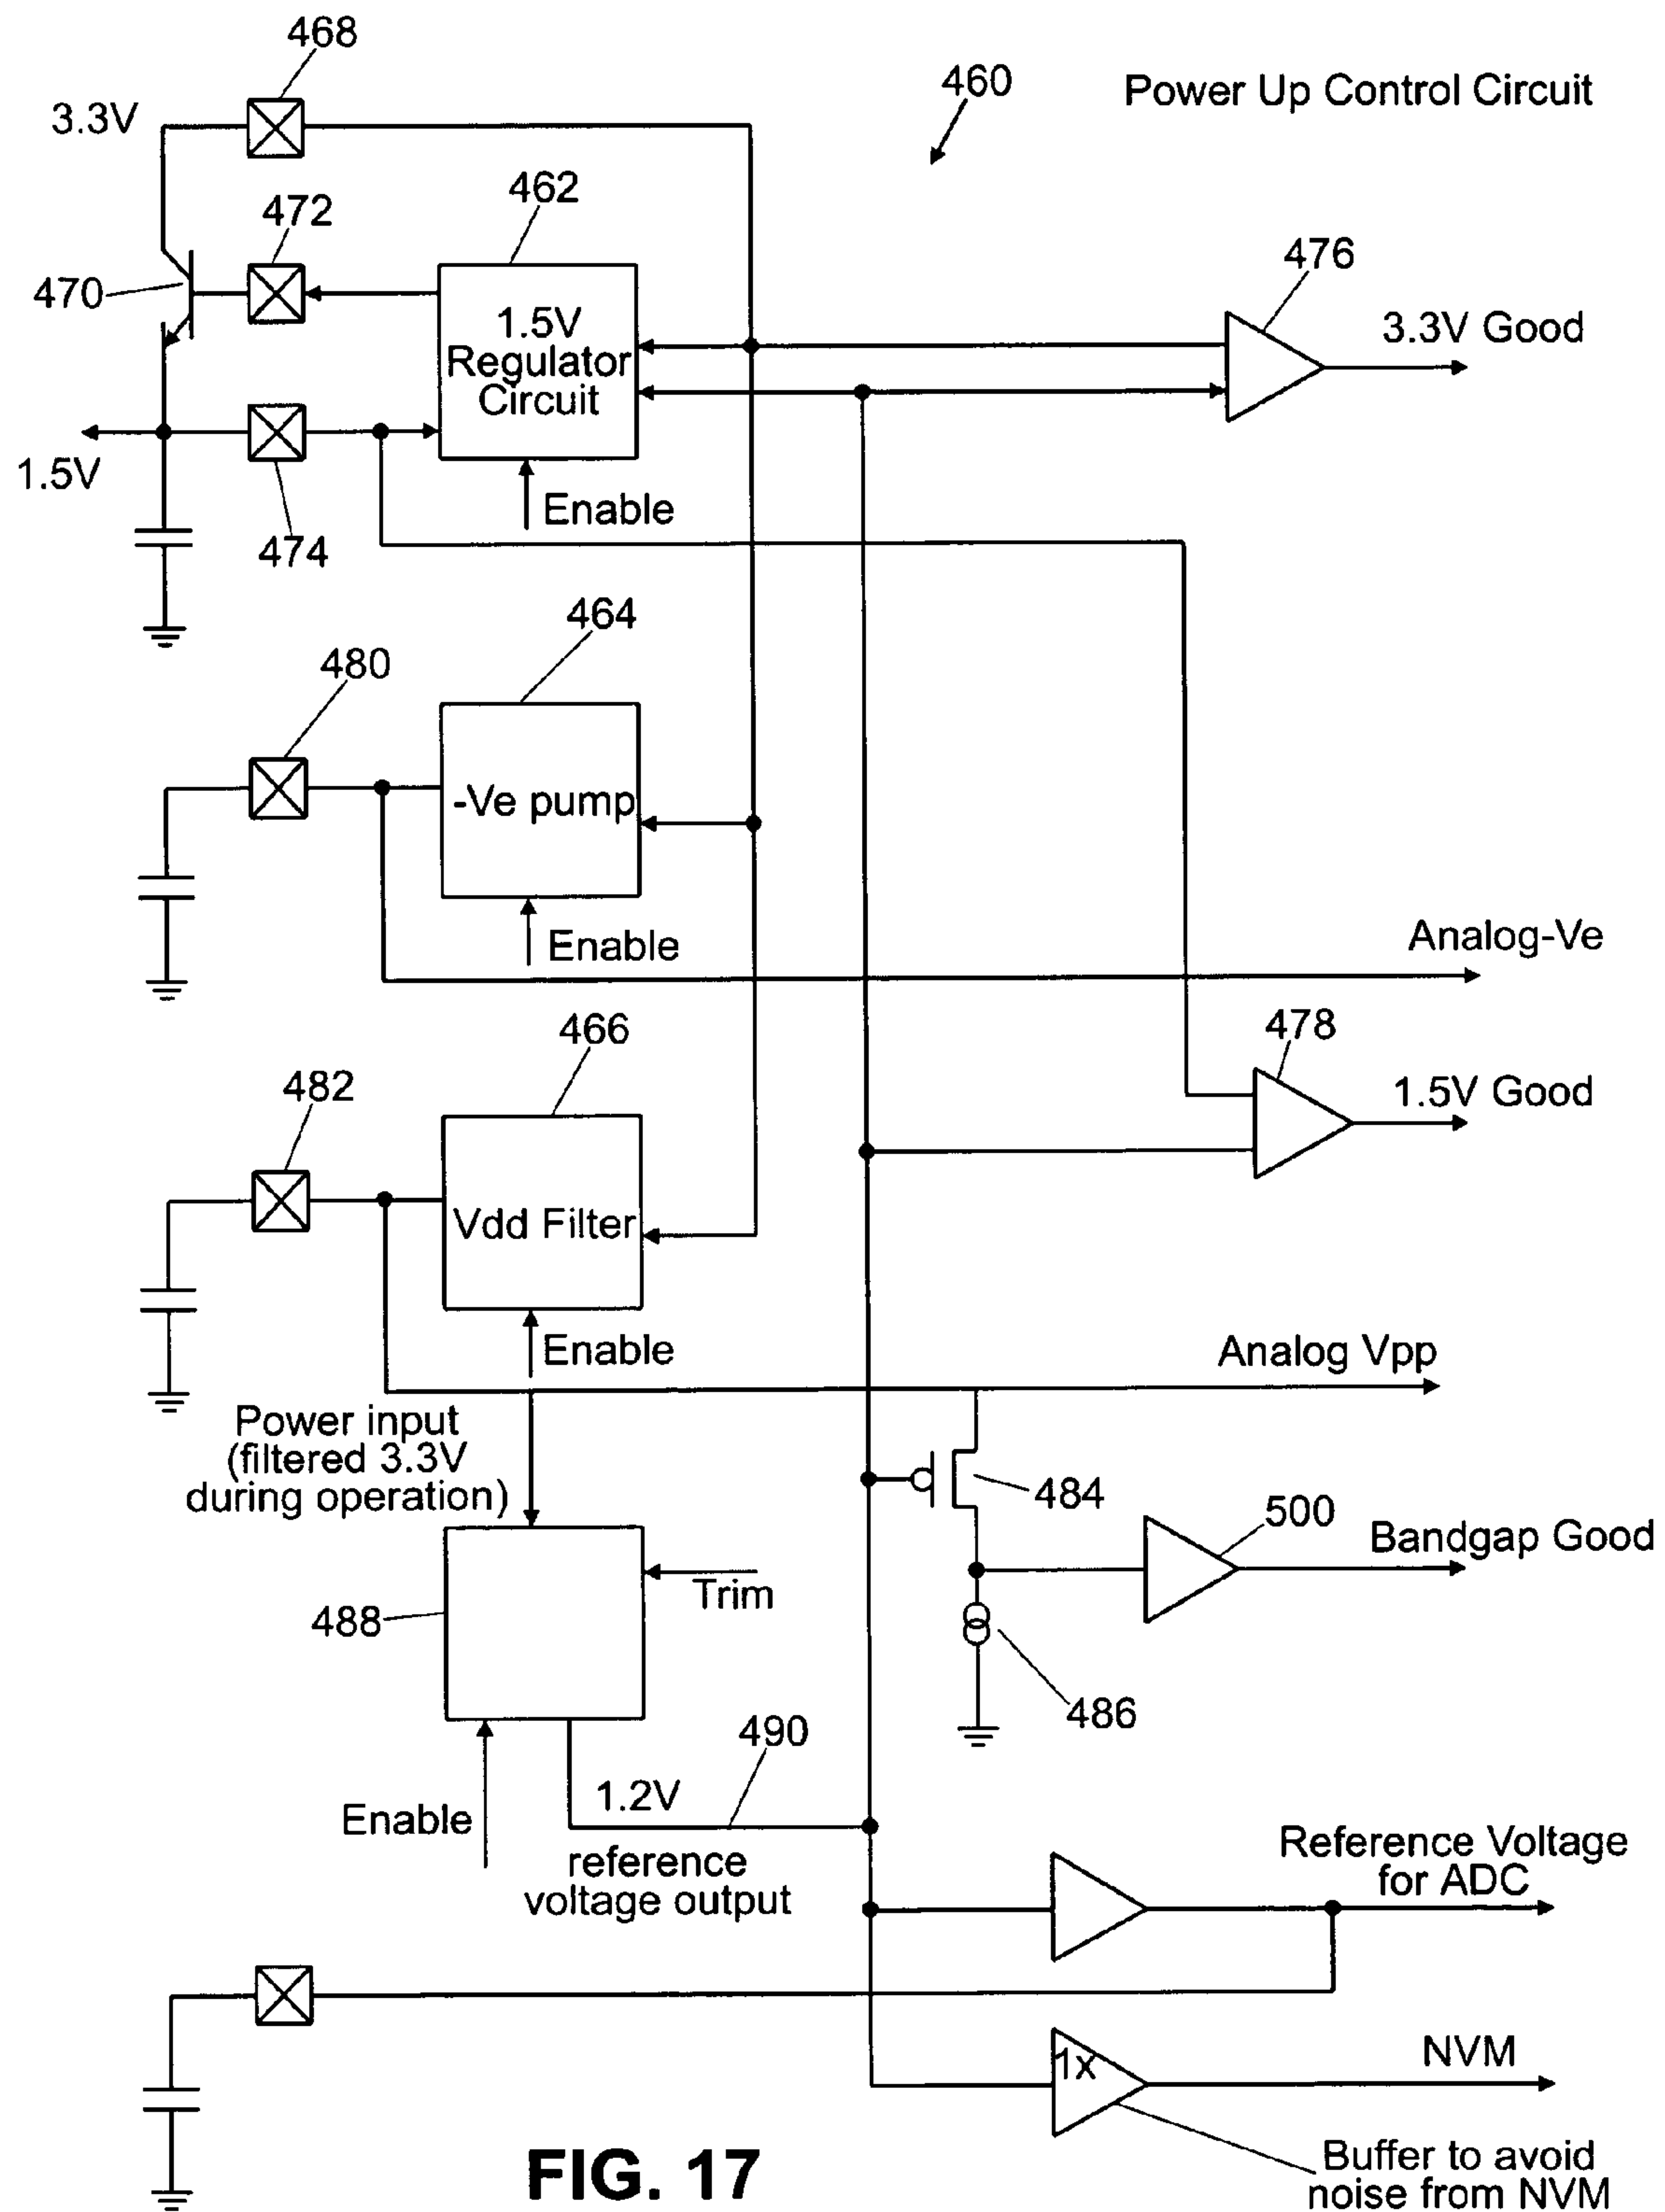 468
3.3V
460
Power Up Control Circuit
462
472
470
476
3.3V Good
1.5V
Regulator
Circuit
1.5V
Enable
474
464
480
-Ve pump
Enable
Analog-Ve
466
478
482
1.5V Good
Vdd Filter
Enable
Analog Vpp
Power input
(filtered 3.3V
during operation)
484
500
Bandgap Good
Trim
488
486
490
1.2V
Enable
reference
voltage output
Reference Voltage
for ADC
1x
NVM
Buffer to avoid
noise from NVM
FIG. 17